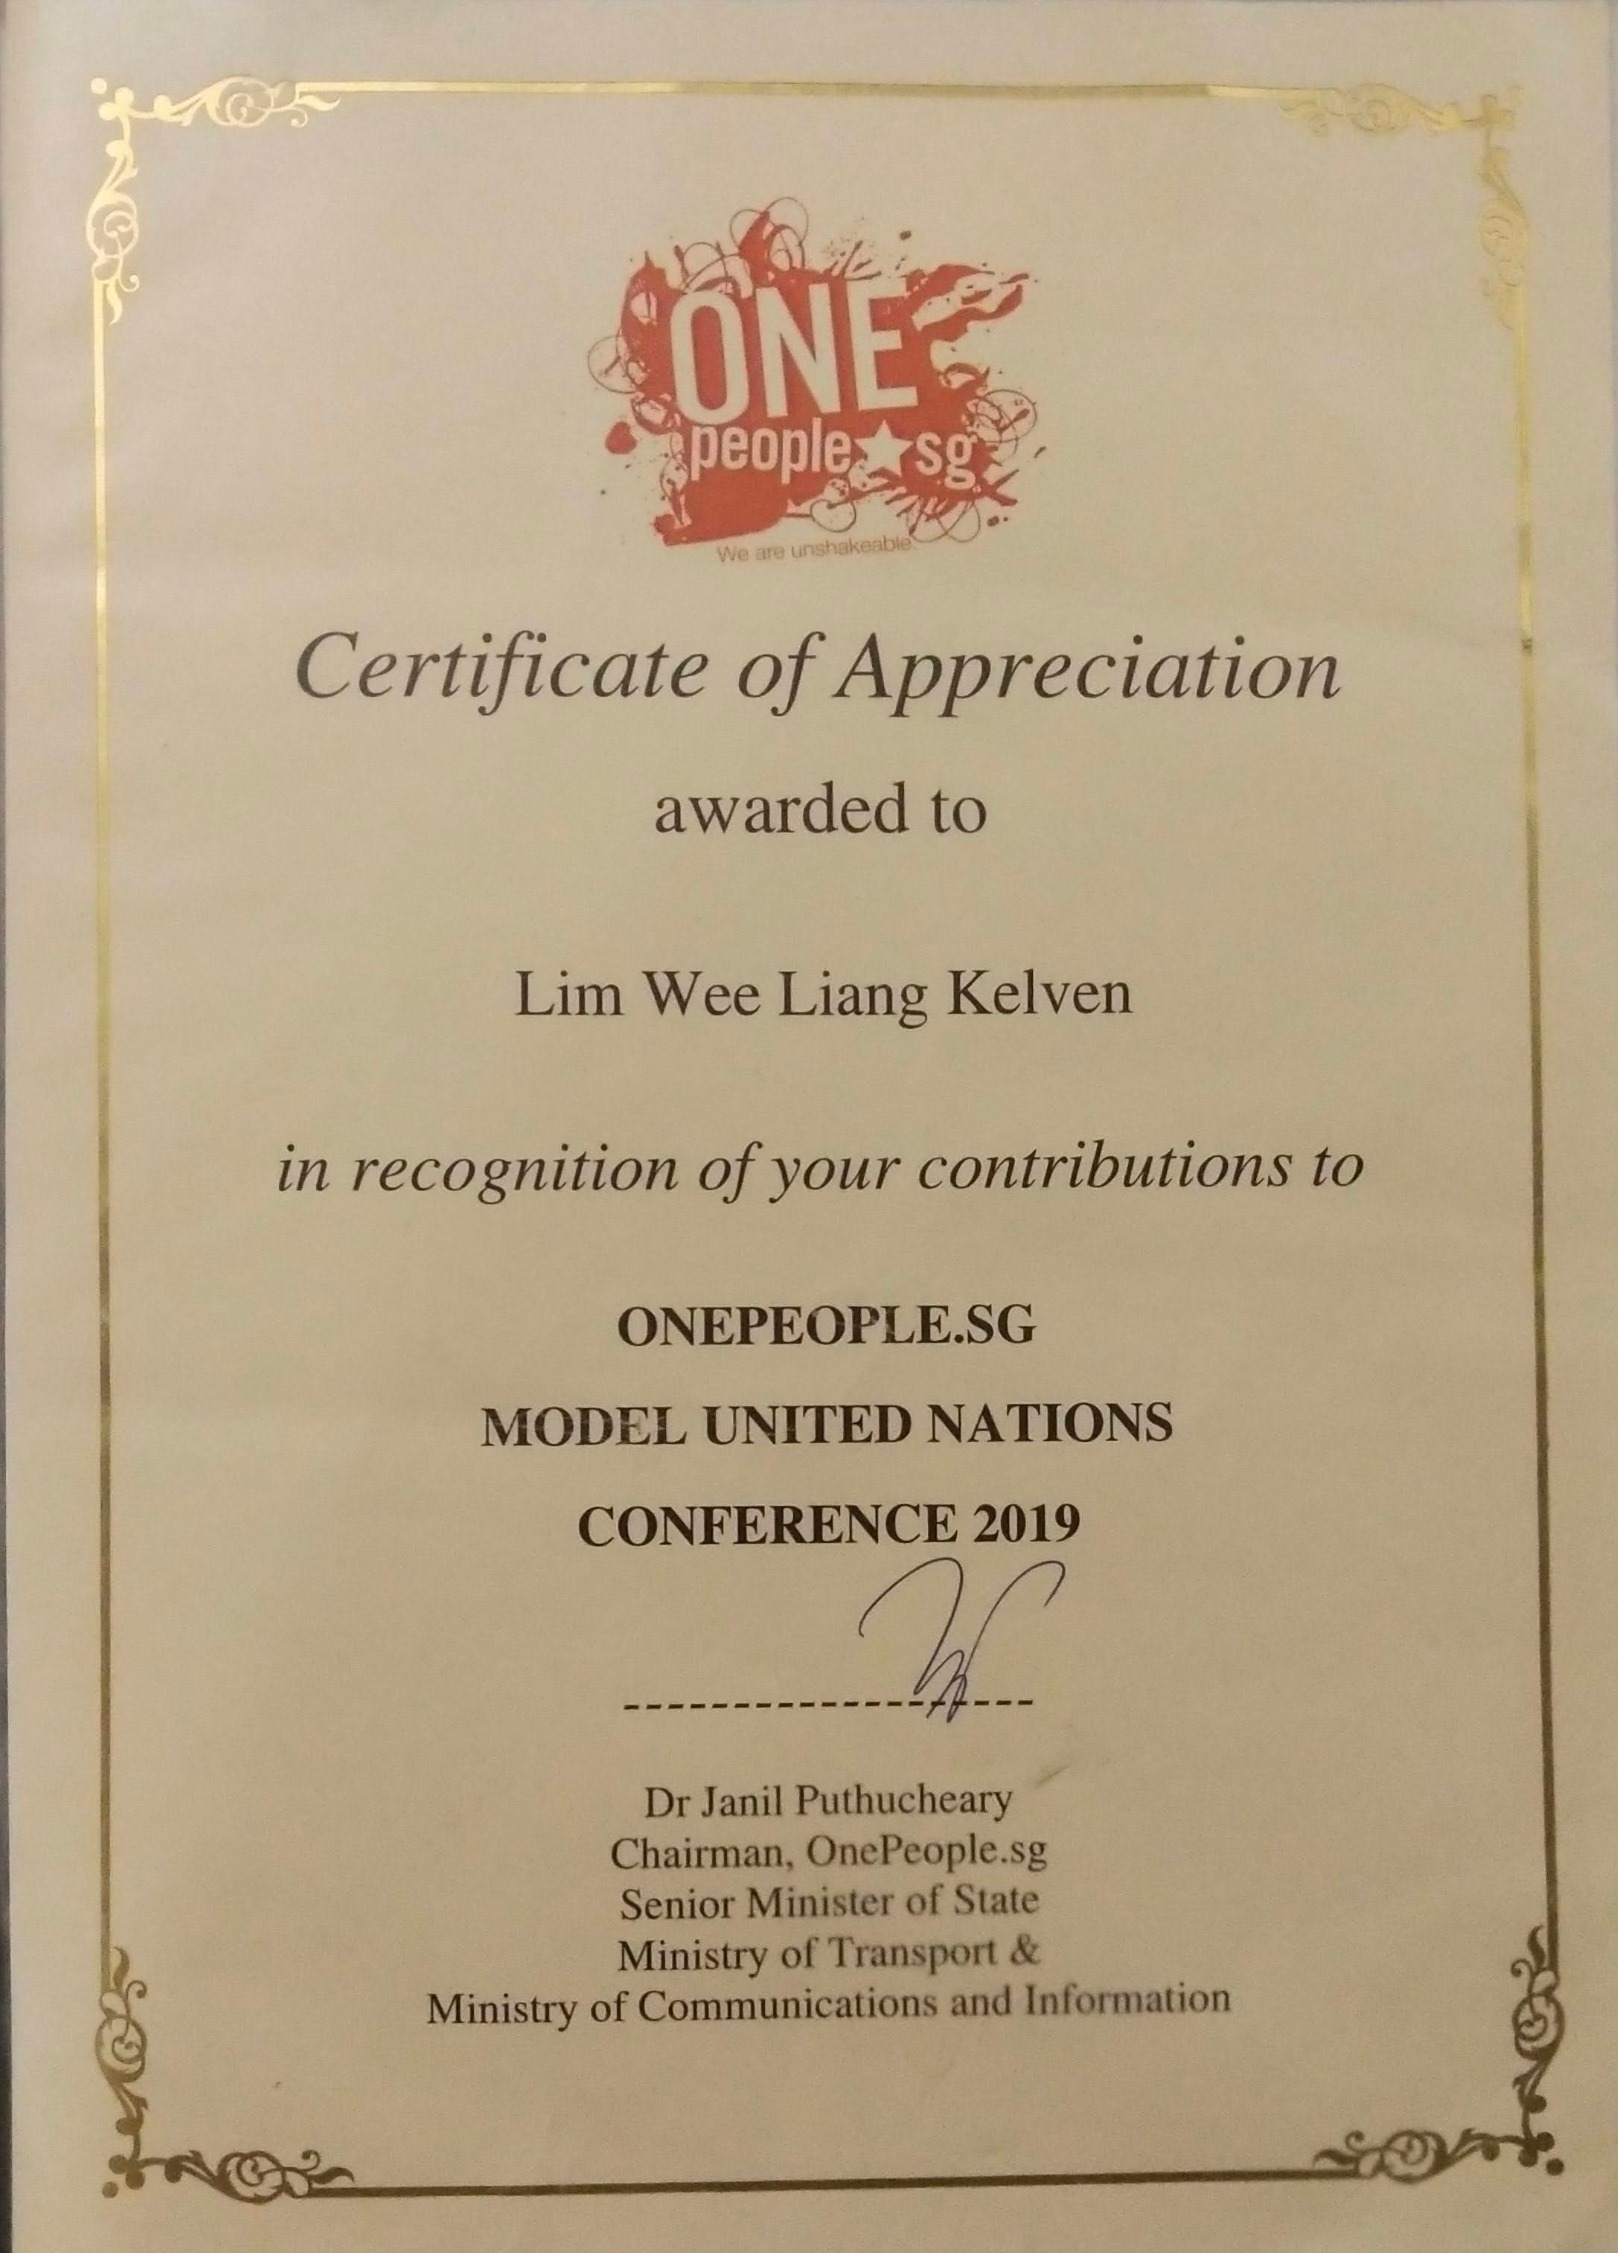 ONE
people★sg
We are unshakeable.
Certificate of Appreciation
awarded to
Lim Wee Liang Kelven
in recognition of your contributions to
ONEPEOPLE.SG
MODEL UNITED NATIONS
CONFERENCE 2019
Dr Janil Puthucheary
Chairman, OnePeople.sg
Senior Minister of State
Ministry of Transport &
Ministry of Communications and Information